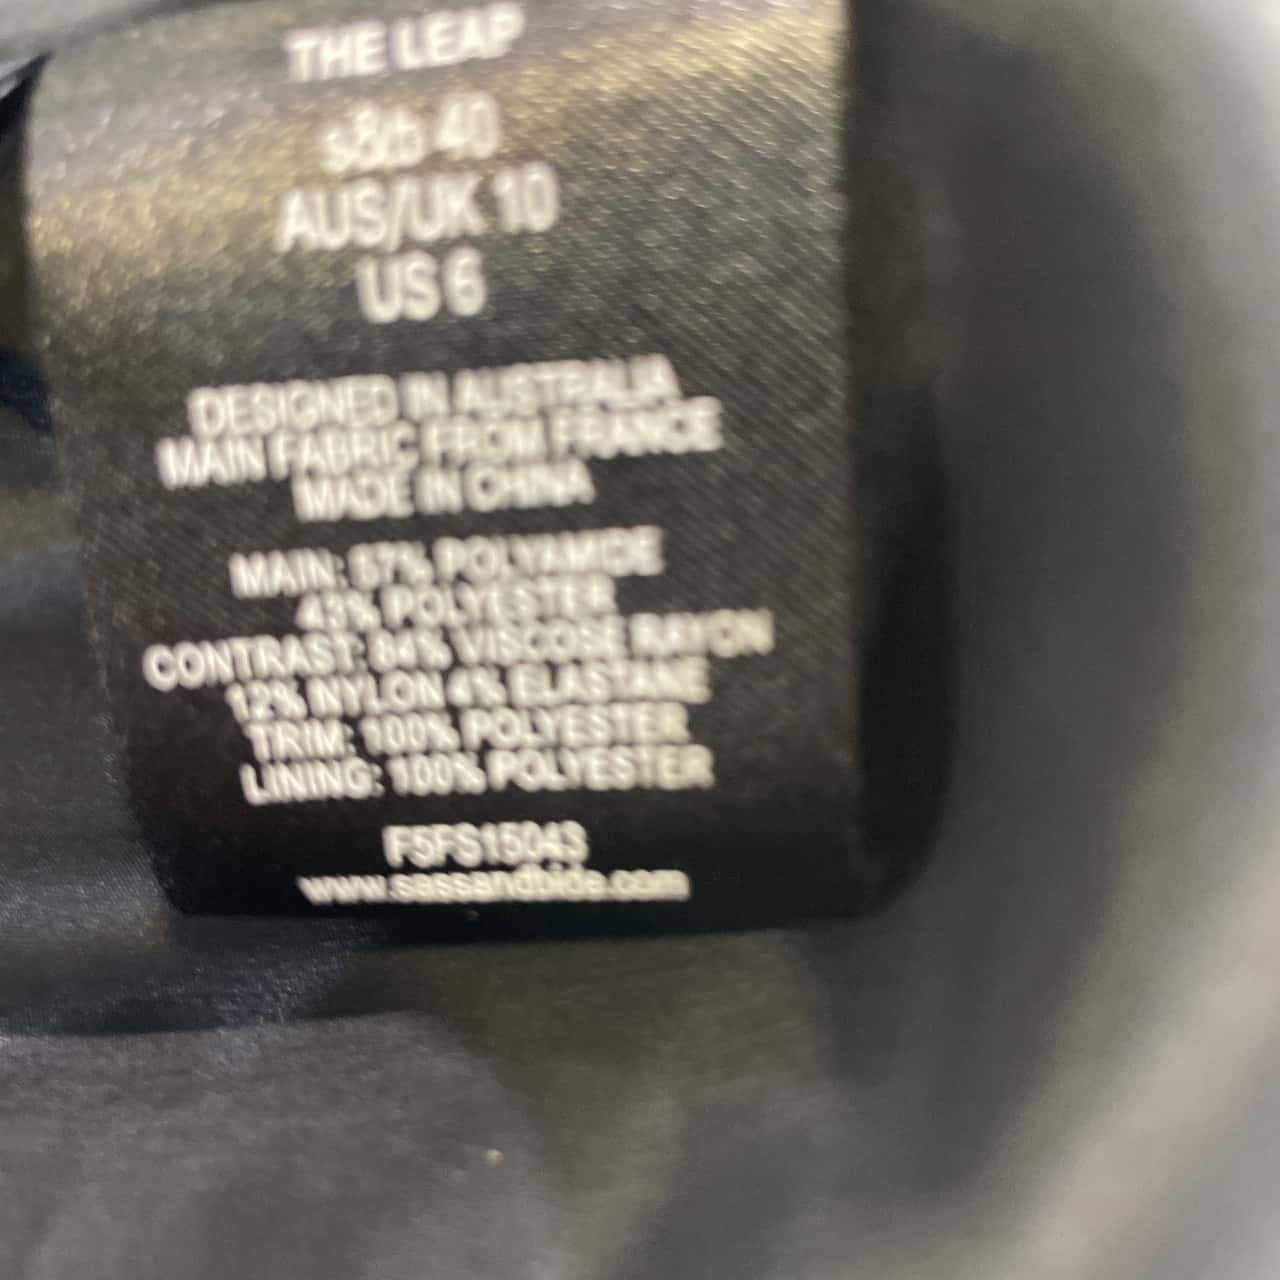 THE LEAP
s&b 40
AUS/UK 10
US 6
DESIGNED IN AUSTRALIA
MAIN FABRIC FROM FRANCE
MADE IN CHINA
MAIN: 57% POLYAMIDE
43% POLYESTER
CONTRAST: 84% VISCOSE RAYON
12% NYLON 4% ELASTANE
TRIM: 100% POLYESTER
LINING: 100% POLYESTER
F5FS15043
www.sassandbide.com